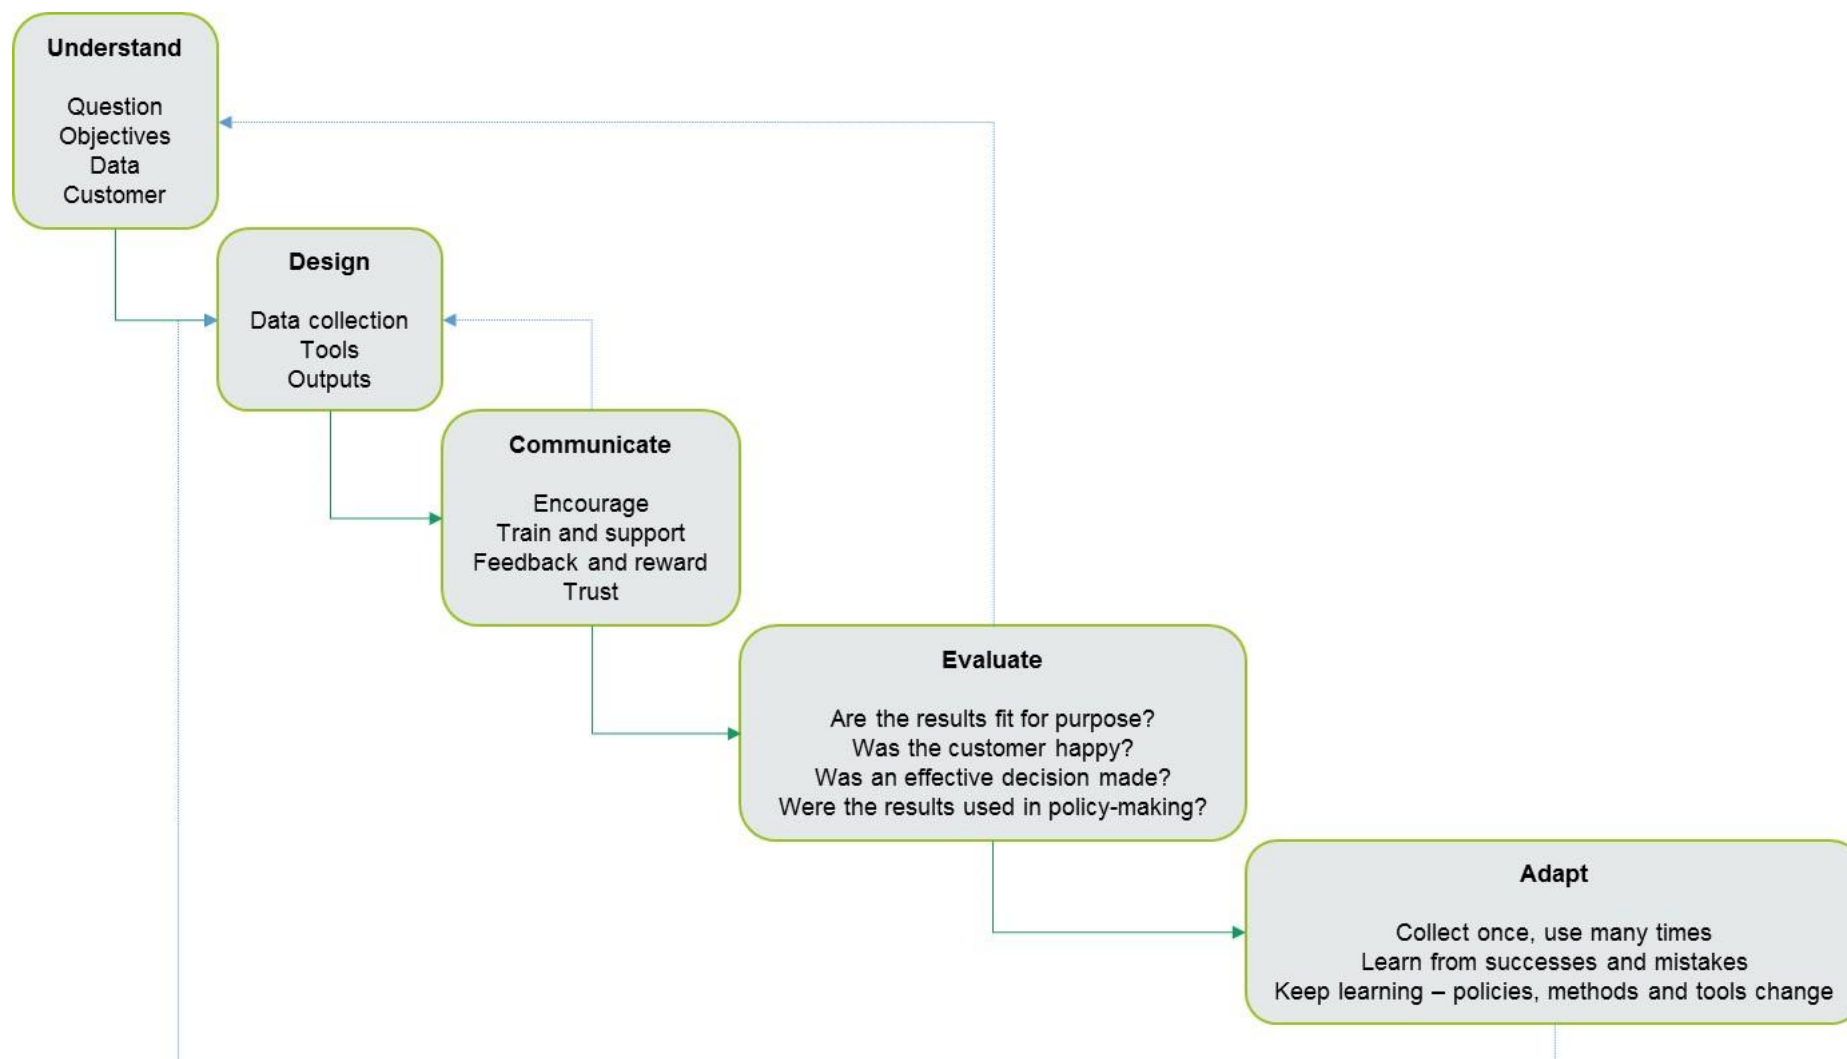 Understand
Question
Objectives
Data
Customer
Design
Data collection
Tools
Outputs
Communicate
Encourage
Train and support
Feedback and reward
Trust
Evaluate
Are the results fit for purpose?
Was the customer happy?
Was an effective decision made?
Were the results used in policy-making?
Adapt
Collect once, use many times
Learn from successes and mistakes
Keep learning – policies, methods and tools change